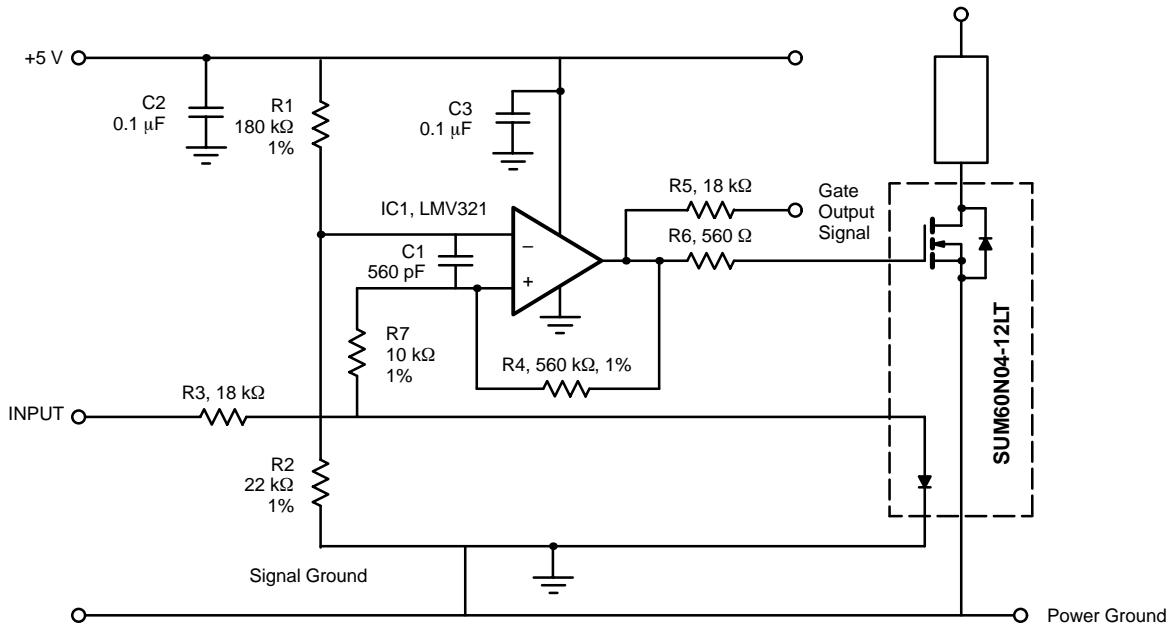 +5 V
C2
0.1 μF
R1
180 kΩ
1%
C3
0.1 μF
R5, 18 kΩ
Gate
Output
Signal
IC1, LMV321
R6, 560 Ω
C1
560 pF
−
+
R7
10 kΩ
1%
R4, 560 kΩ, 1%
R3, 18 kΩ
INPUT
SUM60N04-12LT
R2
22 kΩ
1%
Signal Ground
Power Ground